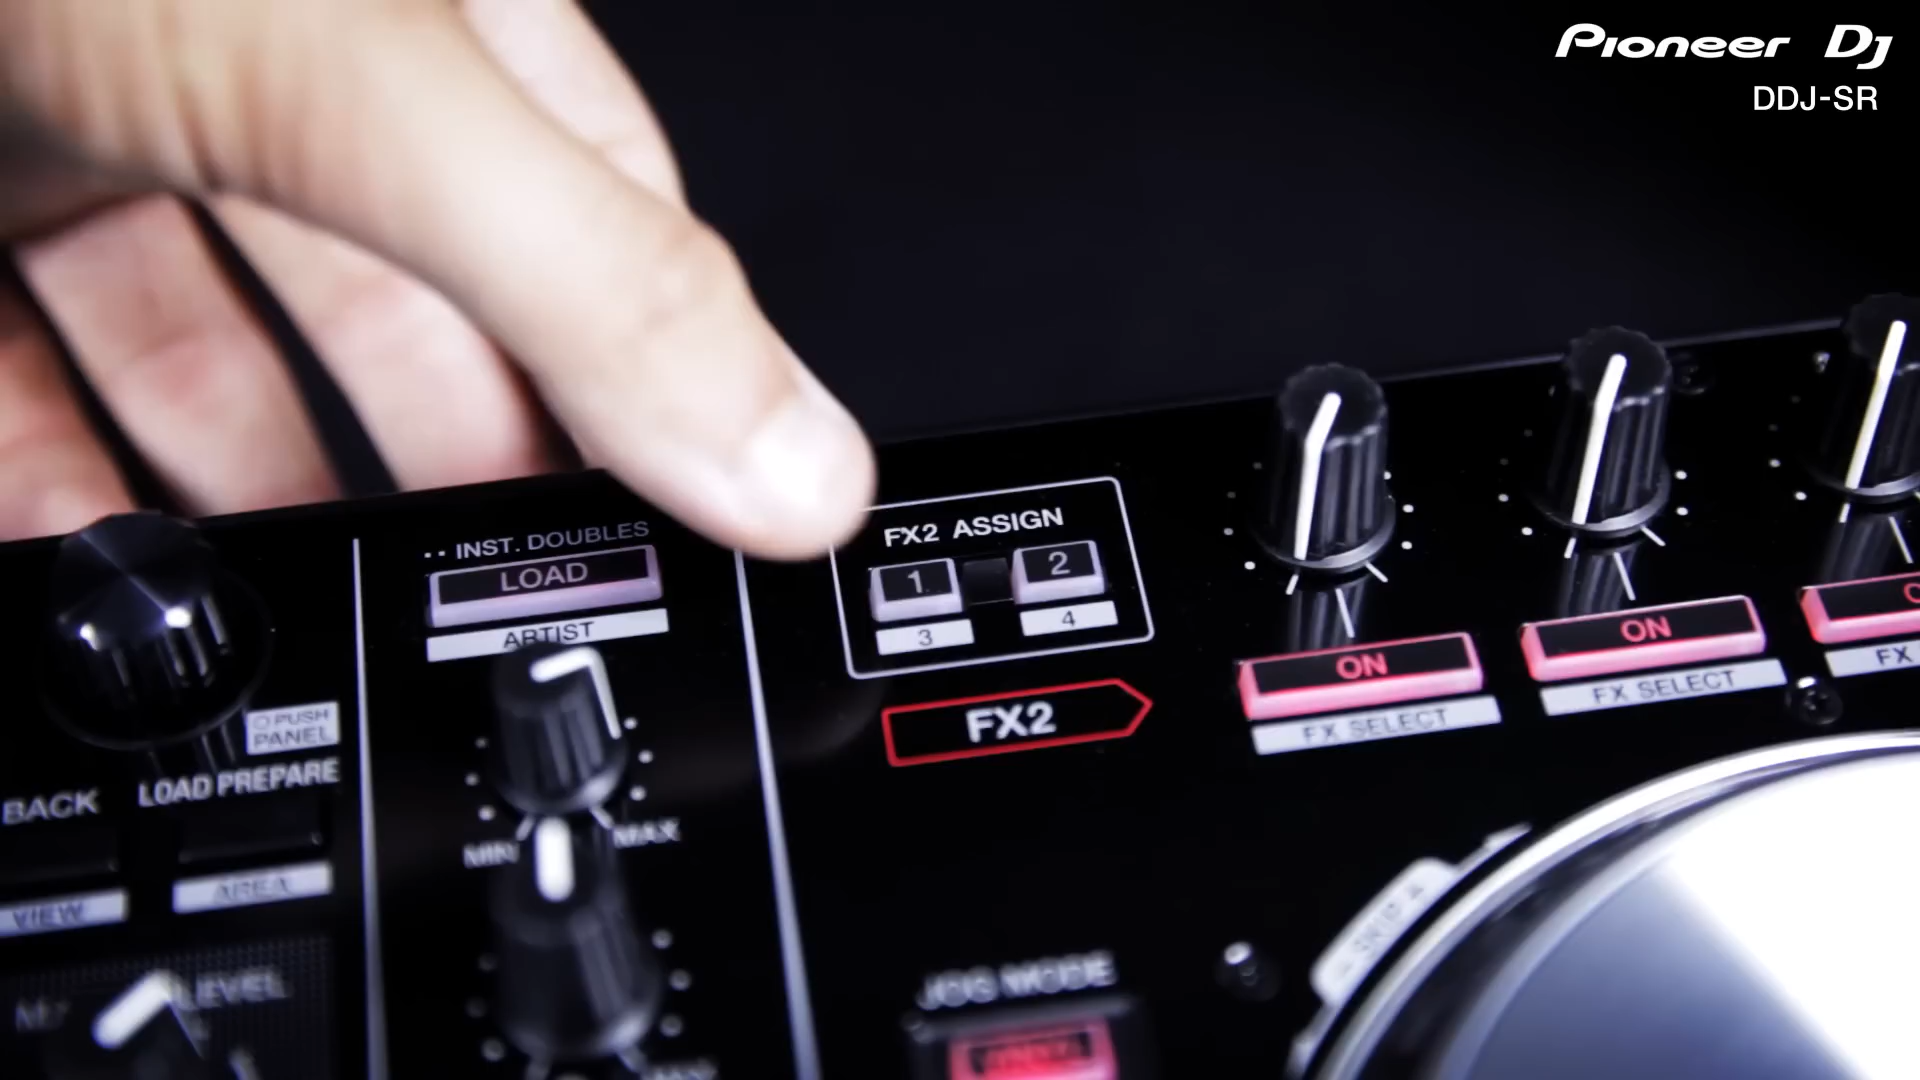 Pioneer Dj
DDJ-SR
INST. DOUBLES
LOAD
ARTIST
FX2 ASSIGN
1
2
3
4
FX2
ON
FX SELECT
ON
FX SELECT
FX
PUSH
PANEL
BACK
LOAD PREPARE
VIEW
AREA
MIN
MAX
LEVEL
JOG MODE